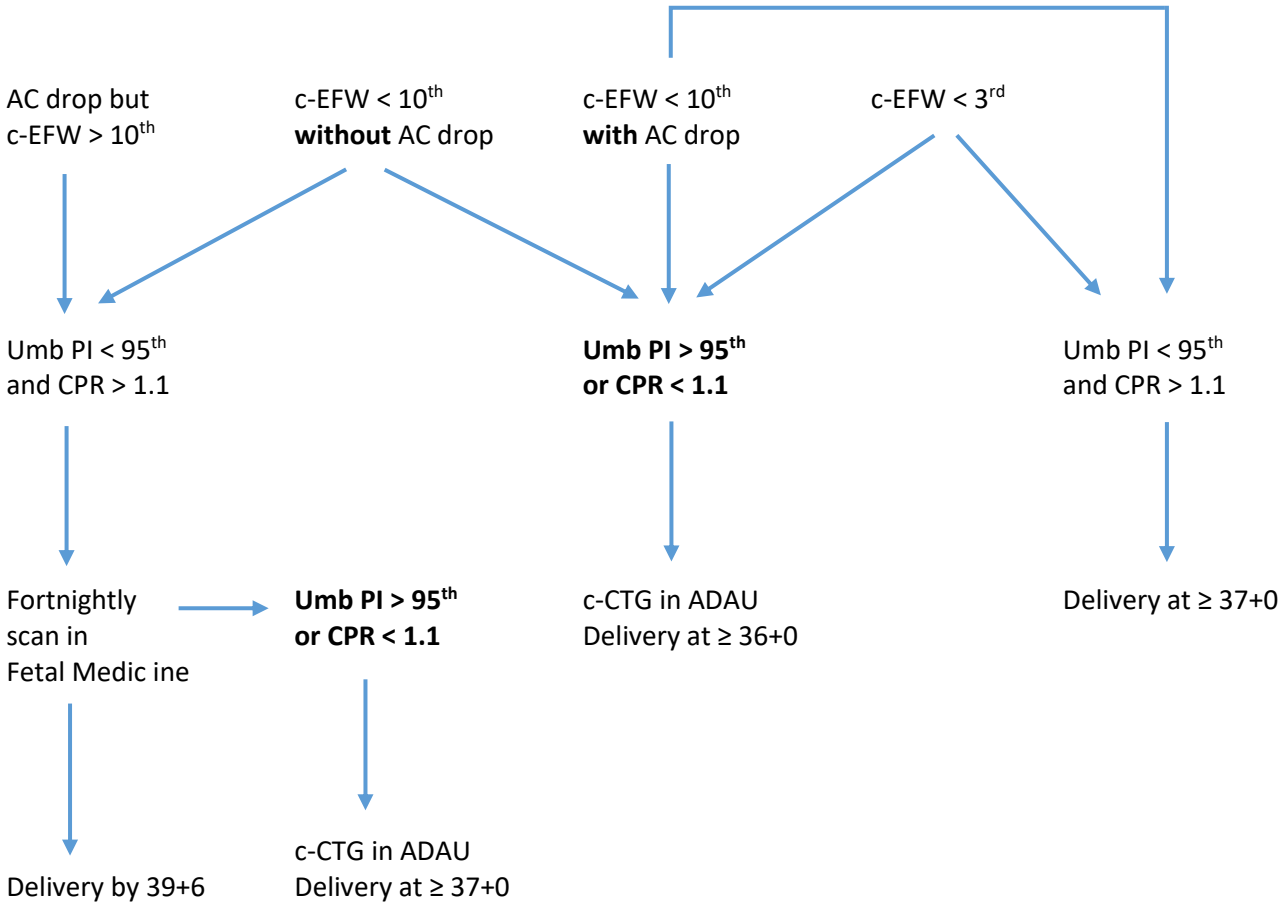 AC drop but
c-EFW > 10th
c-EFW < 10th
without AC drop
c-EFW < 10th
with AC drop
c-EFW < 3rd
Umb PI < 95th
and CPR > 1.1
Umb PI > 95th
or CPR < 1.1
Umb PI < 95th
and CPR > 1.1
Fortnightly
scan in
Fetal Medic ine
Umb PI > 95th
or CPR < 1.1
c-CTG in ADAU
Delivery at ≥ 36+0
Delivery at ≥ 37+0
Delivery by 39+6
c-CTG in ADAU
Delivery at ≥ 37+0